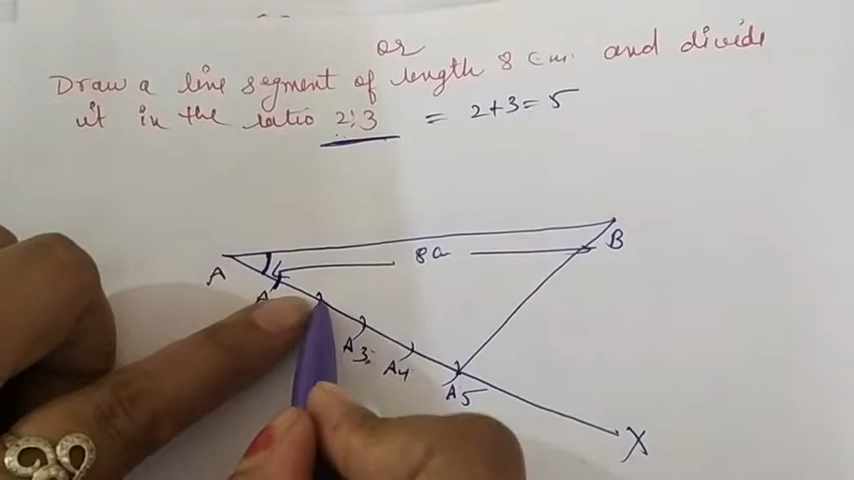 or
Draw a line segment of length 8 cm. and divide
it in the ratio 2:3 = 2+3=5
A 8c B
A
A3 A4
A5
X